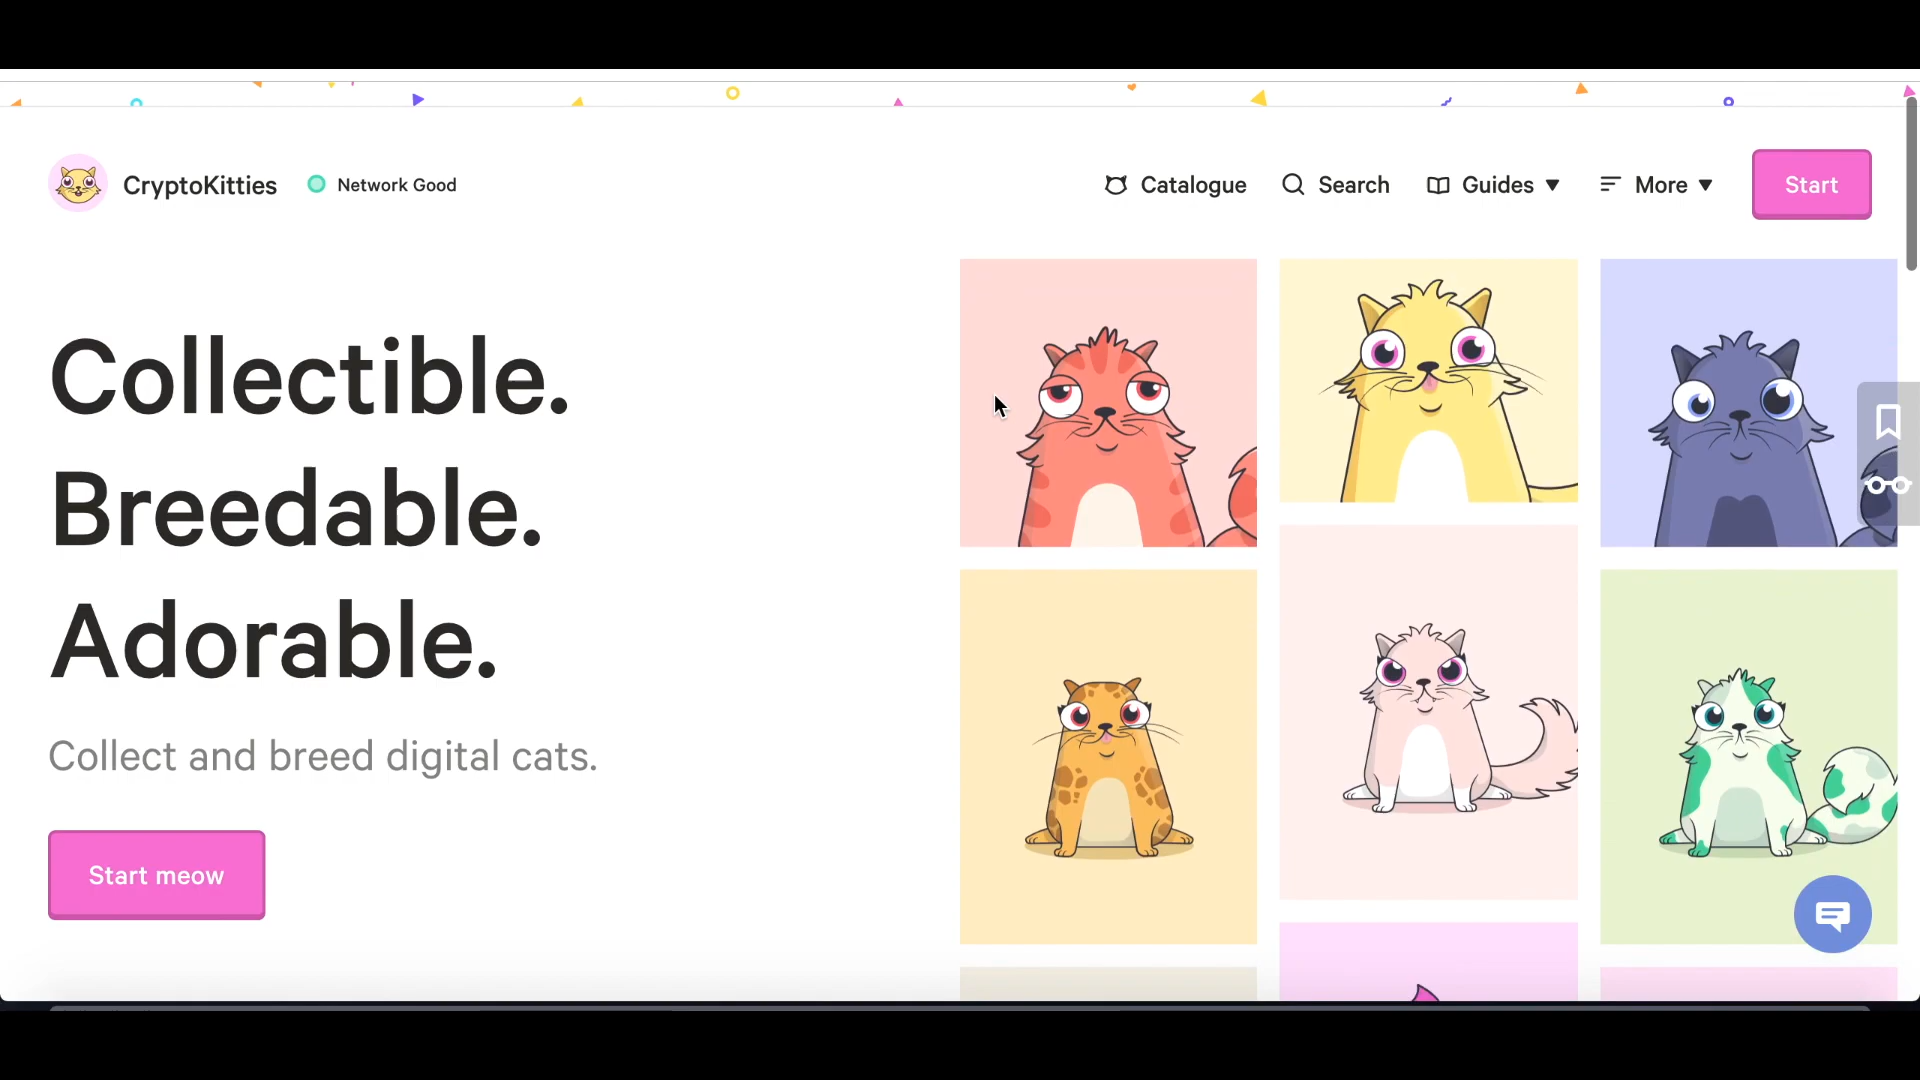 CryptoKitties
Network Good
Catalogue
Search
Guides
More
Start
Collectible.
Breedable.
Adorable.
Collect and breed digital cats.
Start meow